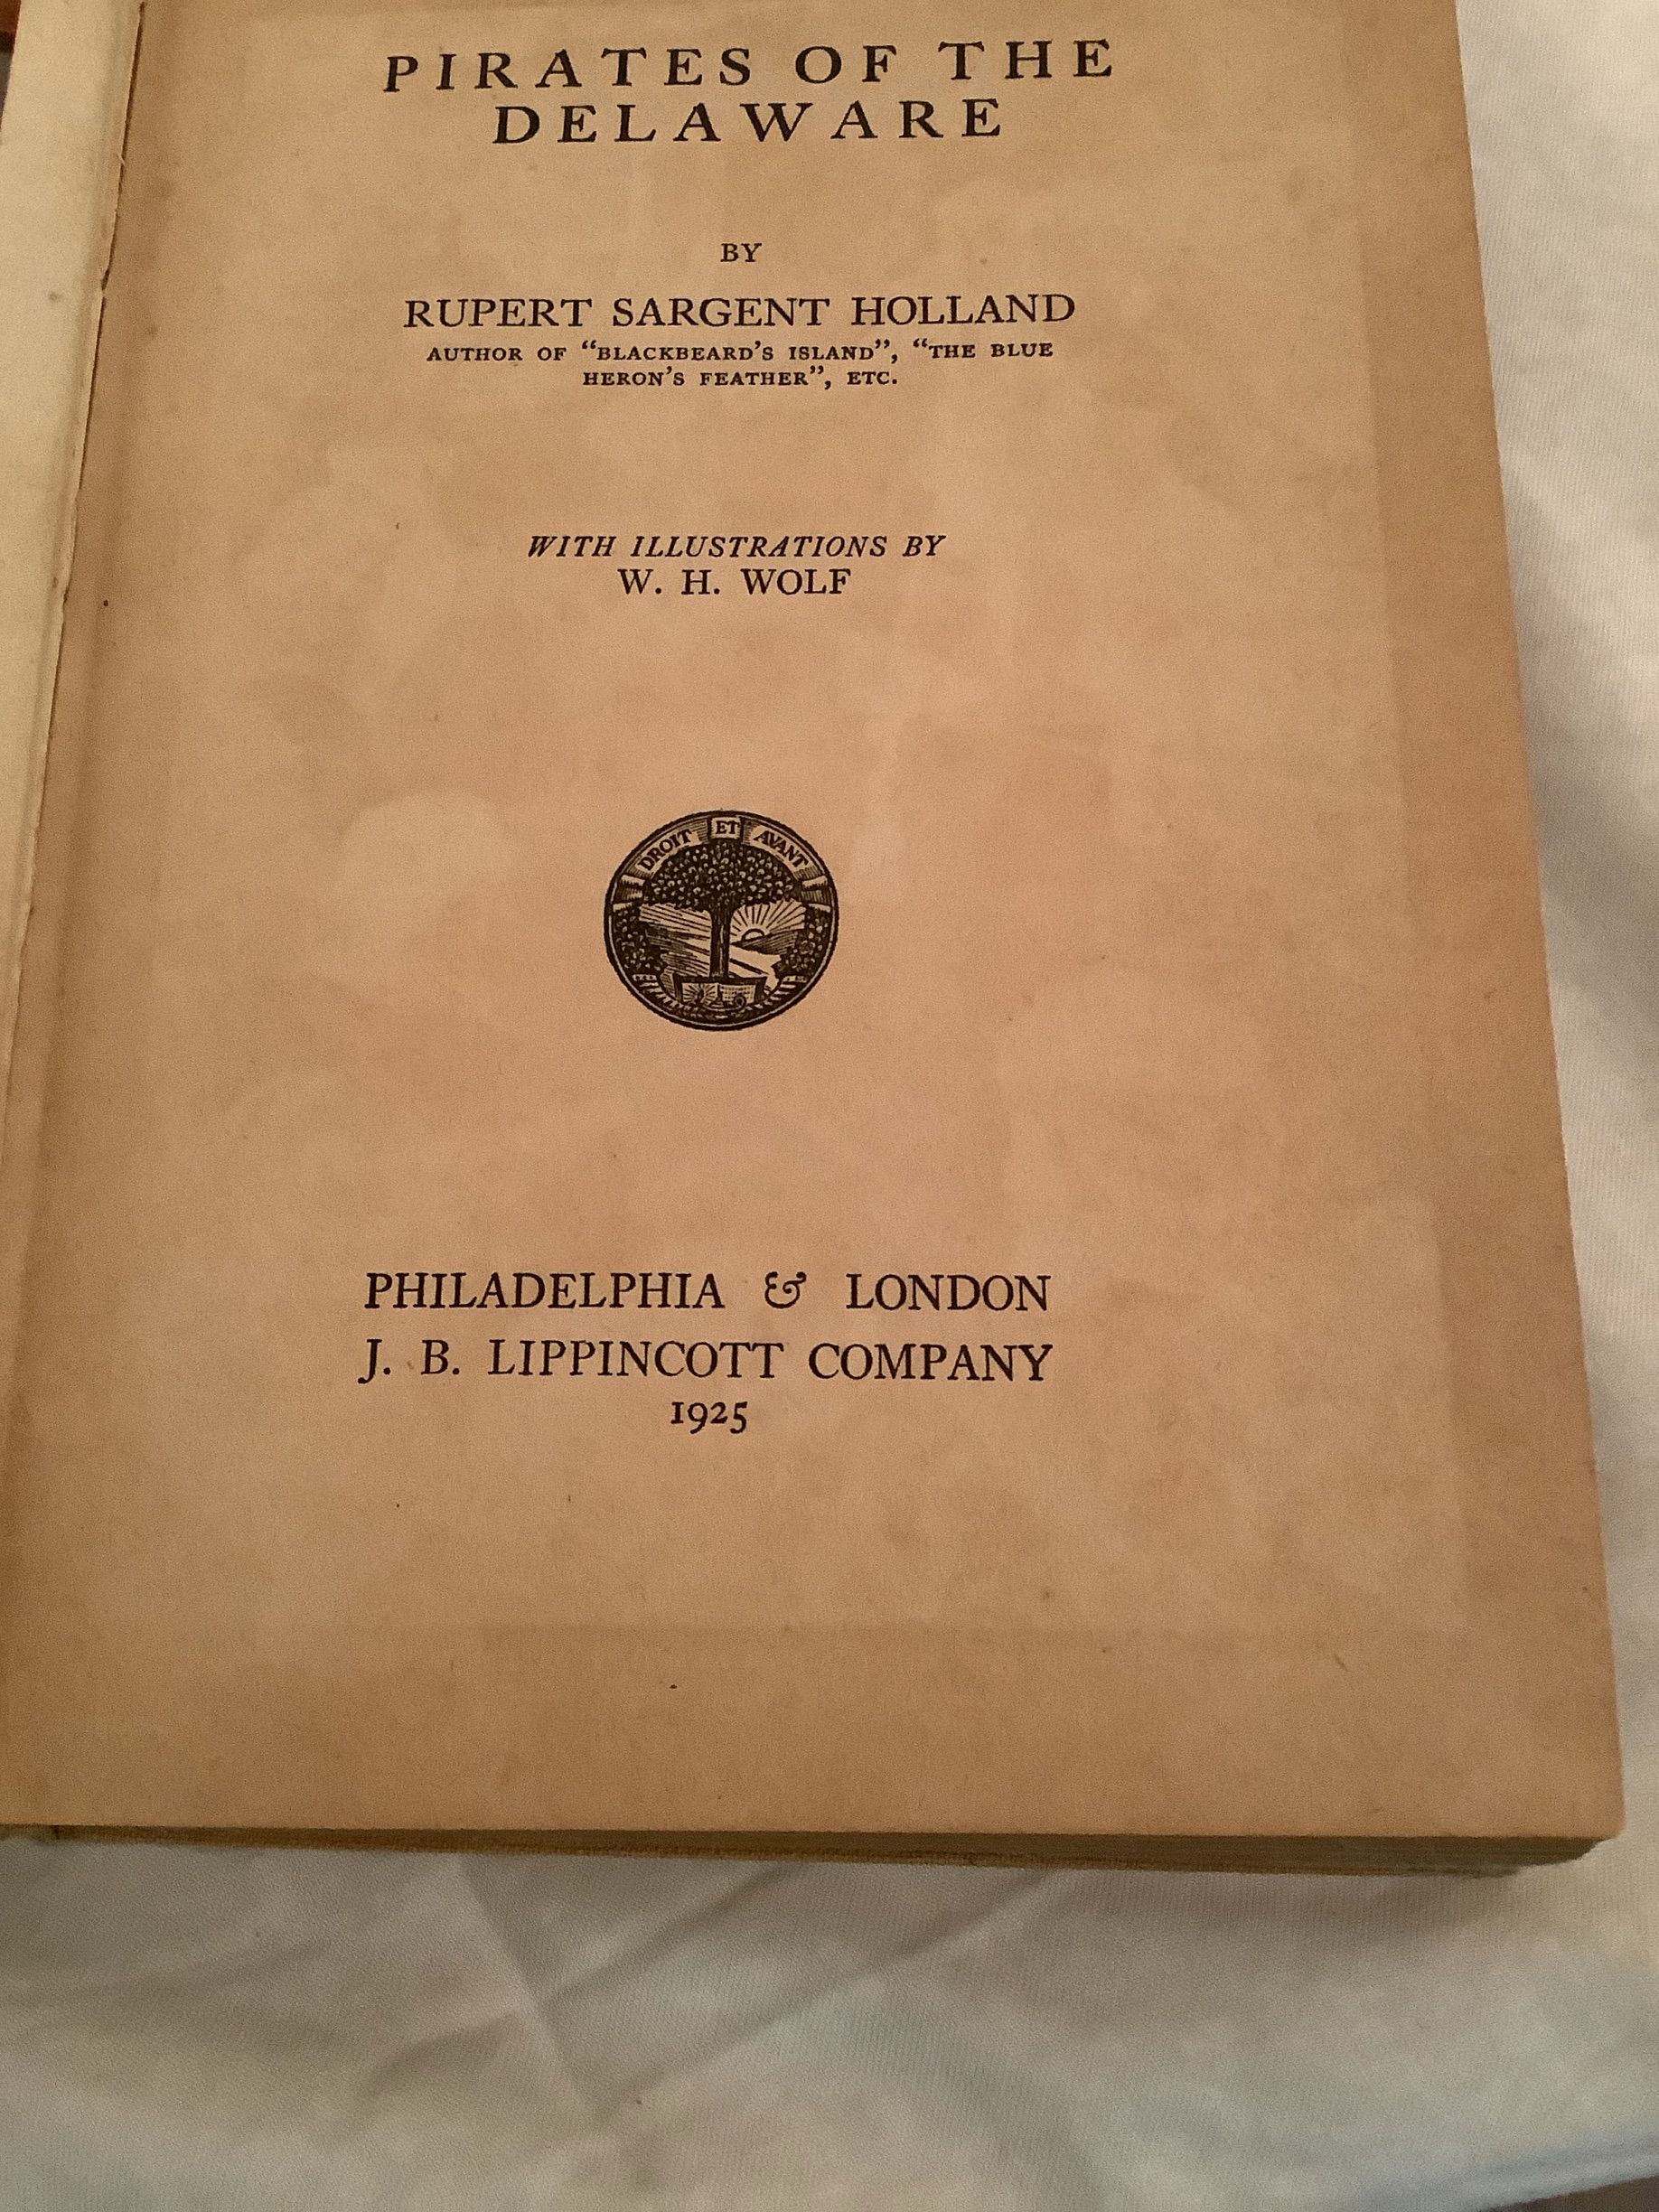 PIRATES OF THE
DELAWARE
BY
RUPERT SARGENT HOLLAND
AUTHOR OF “BLACKBEARD’S ISLAND”, “THE BLUE
HERON’S FEATHER”, ETC.
WITH ILLUSTRATIONS BY
W. H. WOLF
DROIT ET AVANT
PHILADELPHIA & LONDON
J. B. LIPPINCOTT COMPANY
1925